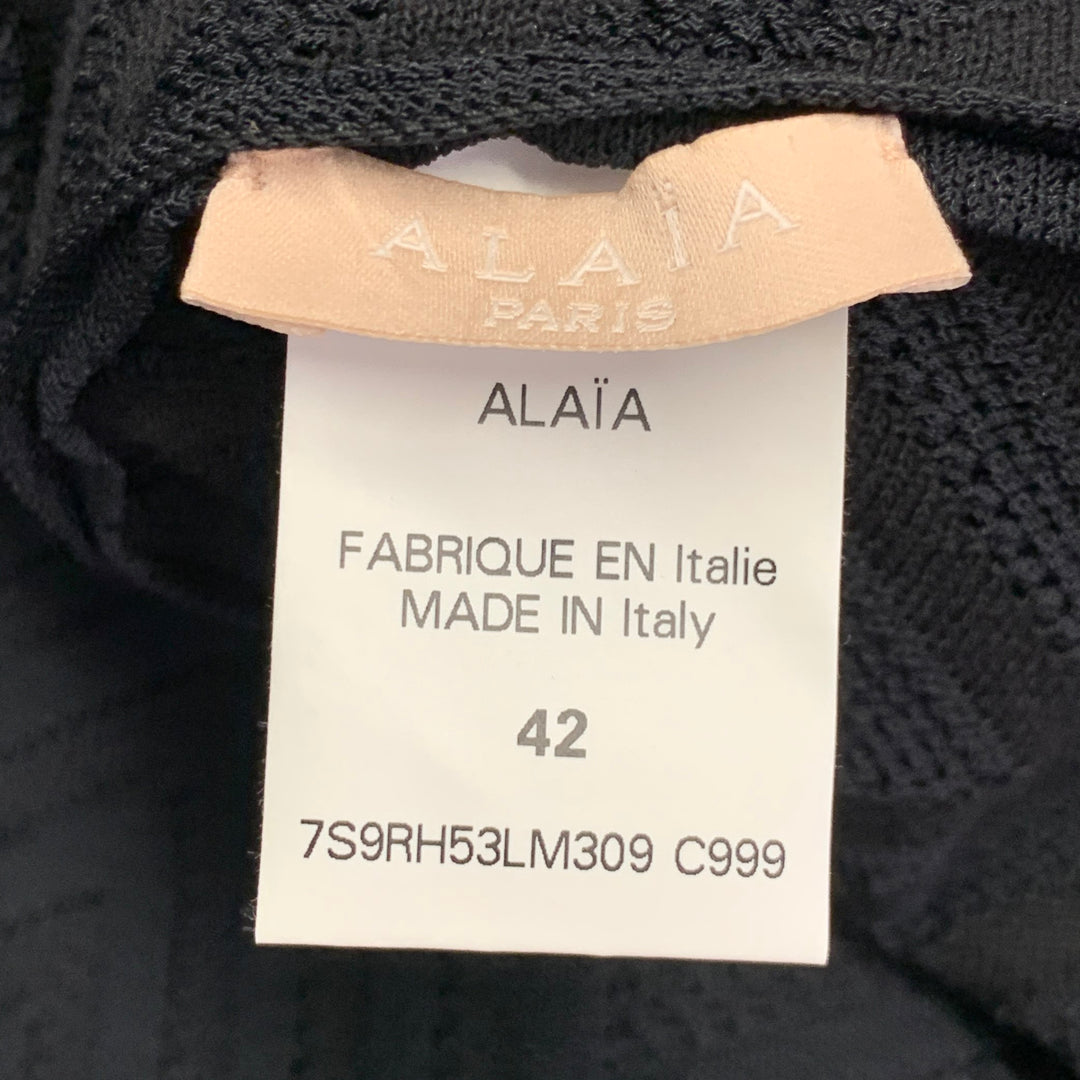 ALAÏA
PARIS
ALAÏA
FABRIQUE EN Italie
MADE IN Italy
42
7S9RH53LM309 C999